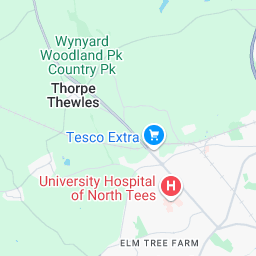 Wynyard
Woodland Pk
Country Pk
Thorpe
Thewles
Tesco Extra
University Hospital
of North Tees
H
ELM TREE FARM